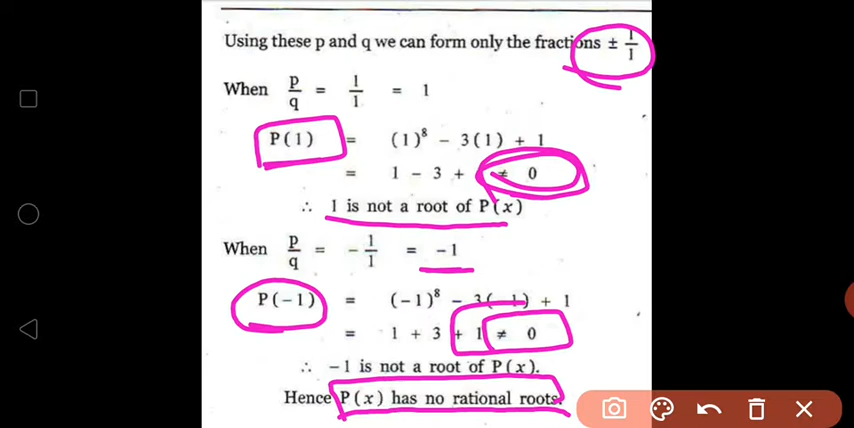 Using these p and q we can form only the fractions ± 1/1
When p/q = 1/1 = 1
P(1) = (1)⁸ − 3(1) + 1
= 1 − 3 + ≠ 0
∴ 1 is not a root of P(x)
When p/q = −1/1 = −1
P(−1) = (−1)⁸ − 3(−1) + 1
= 1 + 3 + 1 ≠ 0
∴ −1 is not a root of P(x).
Hence P(x) has no rational roots.